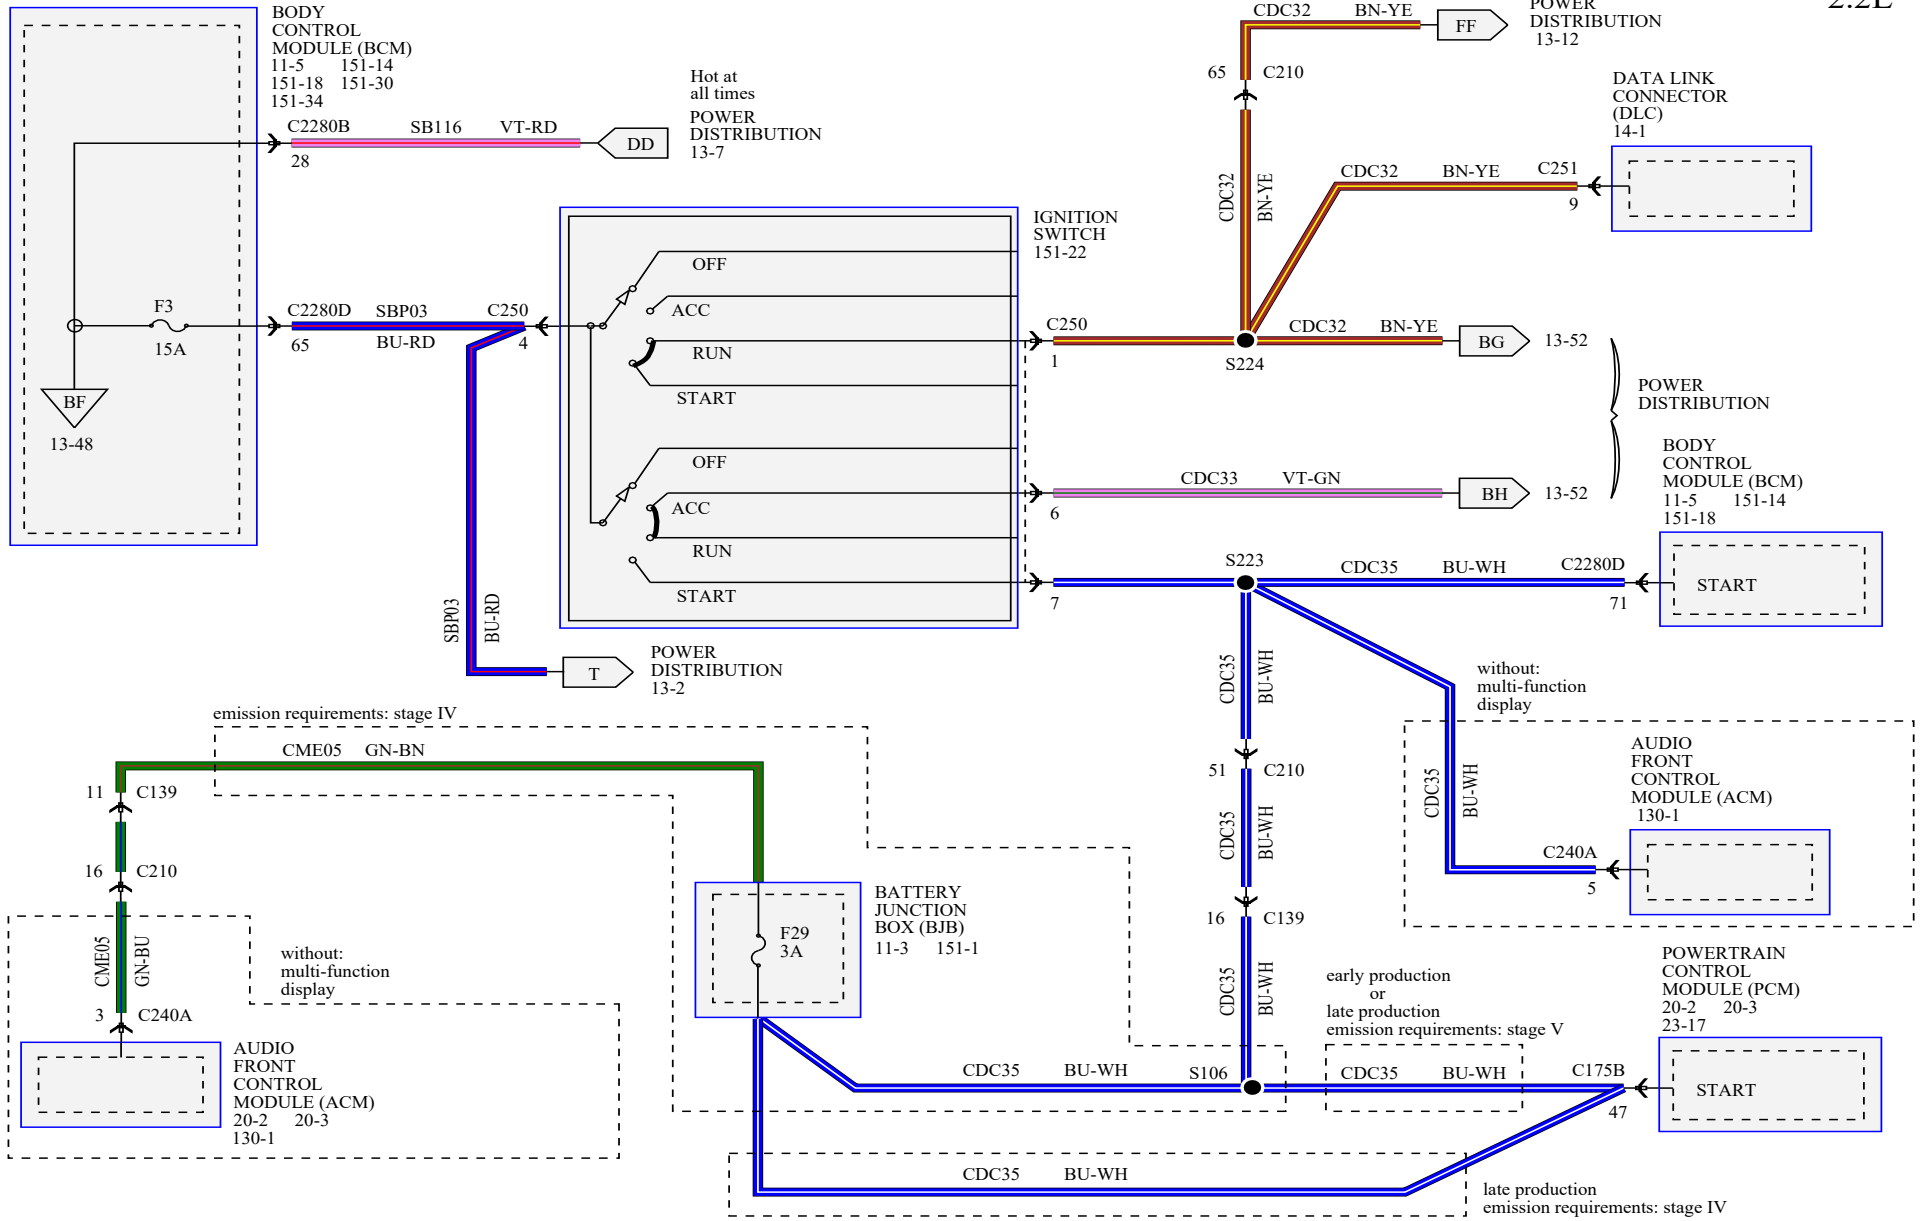 BODY
CONTROL
MODULE (BCM)
11-5 151-14
151-18 151-30
151-34
C2280B SB116 VT-RD
28
DD
Hot at
all times
POWER
DISTRIBUTION
13-7
F3
15A
C2280D SBP03 C250
65 BU-RD 4
BF
13-48
SBP03
BU-RD
T
POWER
DISTRIBUTION
13-2
IGNITION
SWITCH
151-22
OFF
ACC
RUN
START
OFF
ACC
RUN
START
CDC32 BN-YE
FF
POWER
DISTRIBUTION
13-12
2.2L
65 C210
CDC32
BN-YE
DATA LINK
CONNECTOR
(DLC)
14-1
CDC32 BN-YE C251
9
C250
1
CDC32 BN-YE
S224
BG
13-52
POWER
DISTRIBUTION
CDC33 VT-GN
6
BH
13-52
BODY
CONTROL
MODULE (BCM)
11-5 151-14
151-18
START
S223
7
CDC35 BU-WH C2280D
71
CDC35
BU-WH
51 C210
CDC35
BU-WH
16 C139
CDC35
BU-WH
without:
multi-function
display
CDC35
BU-WH
AUDIO
FRONT
CONTROL
MODULE (ACM)
130-1
C240A
5
emission requirements: stage IV
CME05 GN-BN
11 C139
16 C210
CME05
GN-BU
3 C240A
without:
multi-function
display
AUDIO
FRONT
CONTROL
MODULE (ACM)
20-2 20-3
130-1
F29
3A
BATTERY
JUNCTION
BOX (BJB)
11-3 151-1
early production
or
late production
emission requirements: stage V
POWERTRAIN
CONTROL
MODULE (PCM)
20-2 20-3
23-17
START
CDC35 BU-WH S106
CDC35 BU-WH C175B
47
CDC35 BU-WH
late production
emission requirements: stage IV